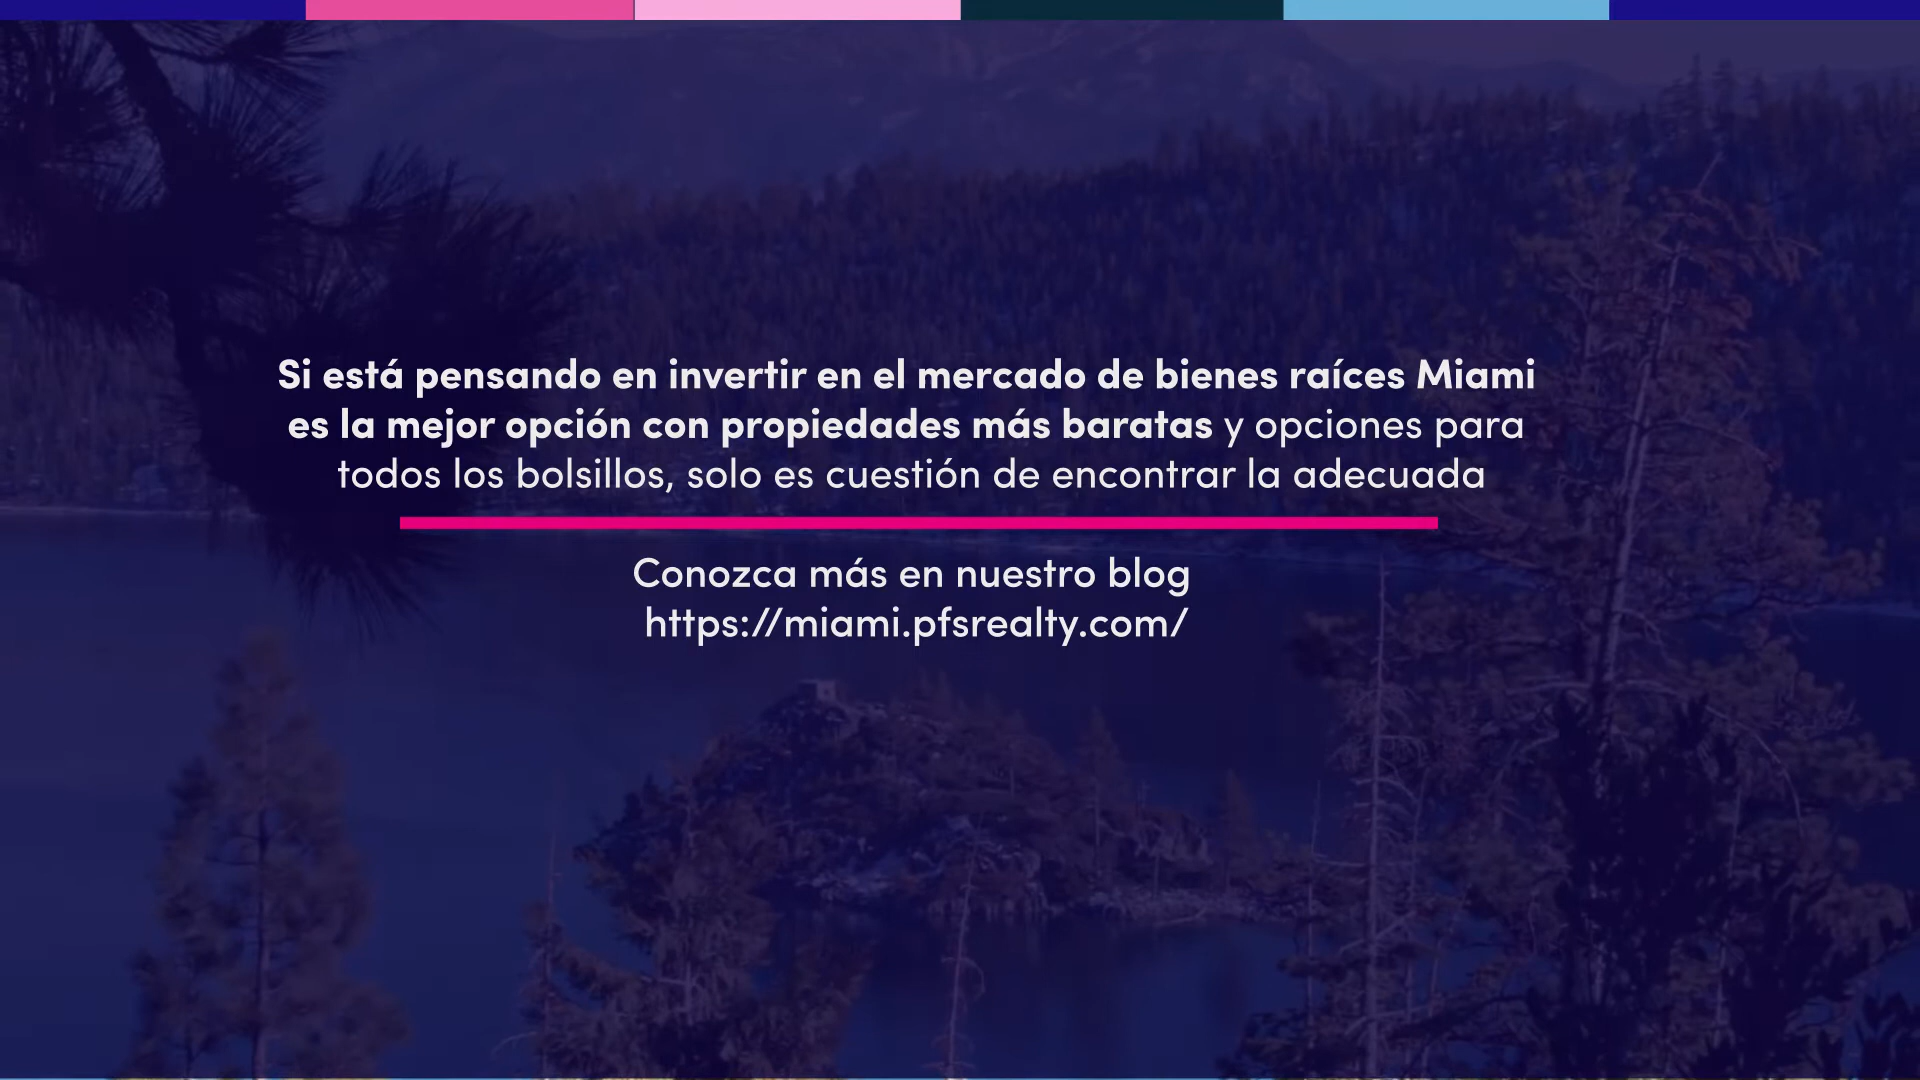 Si está pensando en invertir en el mercado de bienes raíces Miami
es la mejor opción con propiedades más baratas y opciones para
todos los bolsillos, solo es cuestión de encontrar la adecuada
Conozca más en nuestro blog
https://miami.pfsrealty.com/